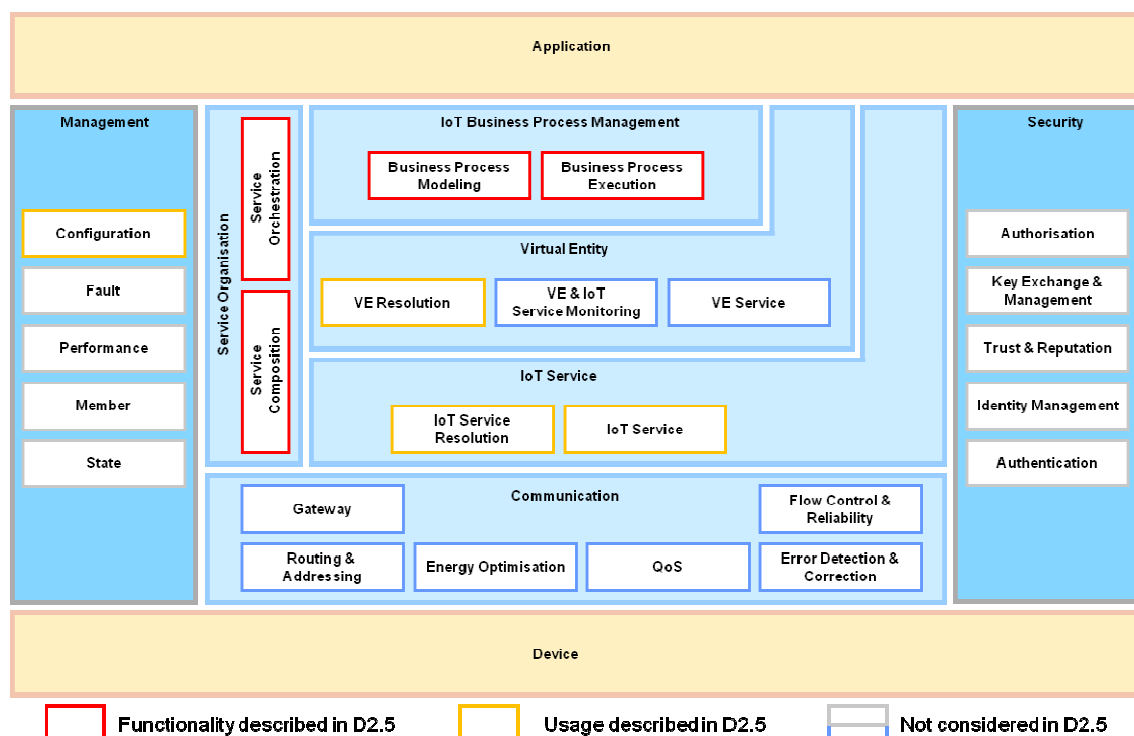 Application
Management
Configuration
Fault
Performance
Member
State
Service Organisation
Service
Orchestration
Service
Composition
IoT Business Process Management
Business Process
Modeling
Business Process
Execution
Virtual Entity
VE Resolution
VE & IoT
Service Monitoring
VE Service
IoT Service
IoT Service
Resolution
IoT Service
Communication
Gateway
Flow Control &
Reliability
Routing &
Addressing
Energy Optimisation
QoS
Error Detection &
Correction
Security
Authorisation
Key Exchange &
Management
Trust & Reputation
Identity Management
Authentication
Device
Functionality described in D2.5
Usage described in D2.5
Not considered in D2.5